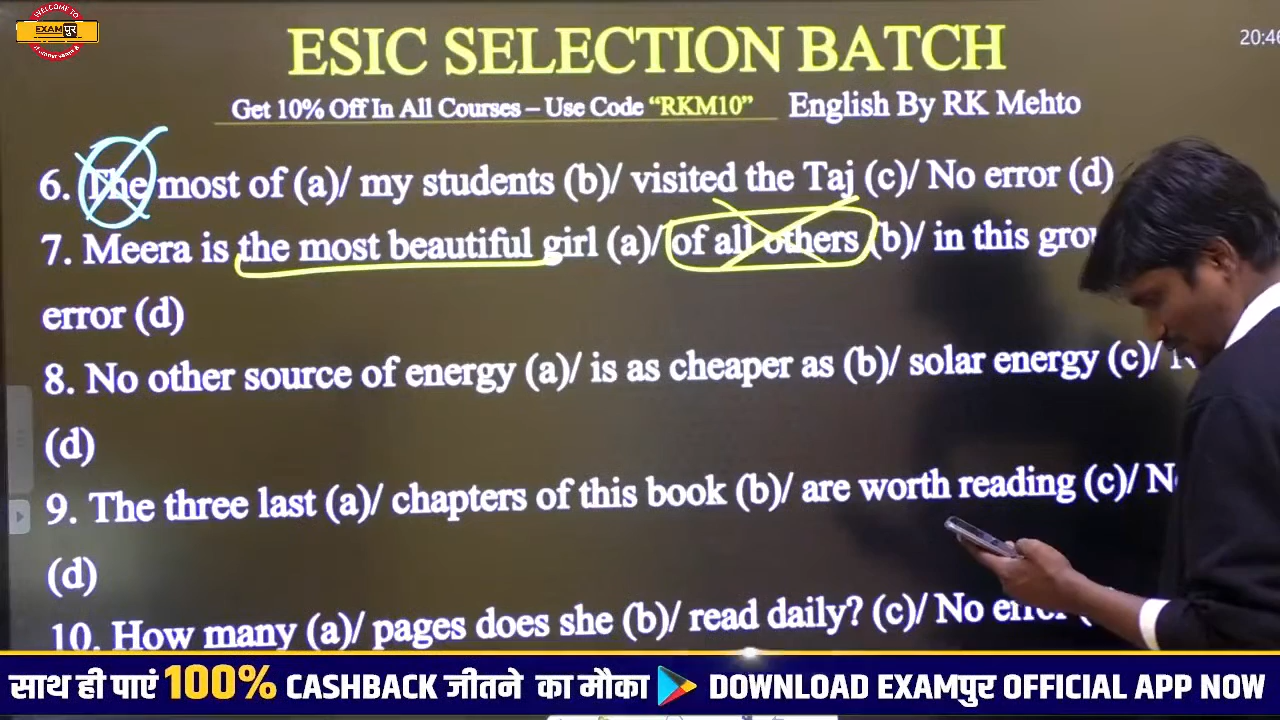 WELCOME TO
EXAMपुर
ESIC SELECTION BATCH
Get 10% Off In All Courses – Use Code “RKM10” English By RK Mehto
6. The most of (a)/ my students (b)/ visited the Taj (c)/ No error (d)
7. Meera is the most beautiful girl (a)/ of all others (b)/ in this
error (d)
8. No other source of energy (a)/ is as cheaper as (b)/ solar energy (c)/
(d)
9. The three last (a)/ chapters of this book (b)/ are worth reading (c)/
(d)
10. How many (a)/ pages does she (b)/ read daily? (c)/ No
साथ ही पाएं 100% CASHBACK जीतने का मौका DOWNLOAD EXAMपुर OFFICIAL APP NOW